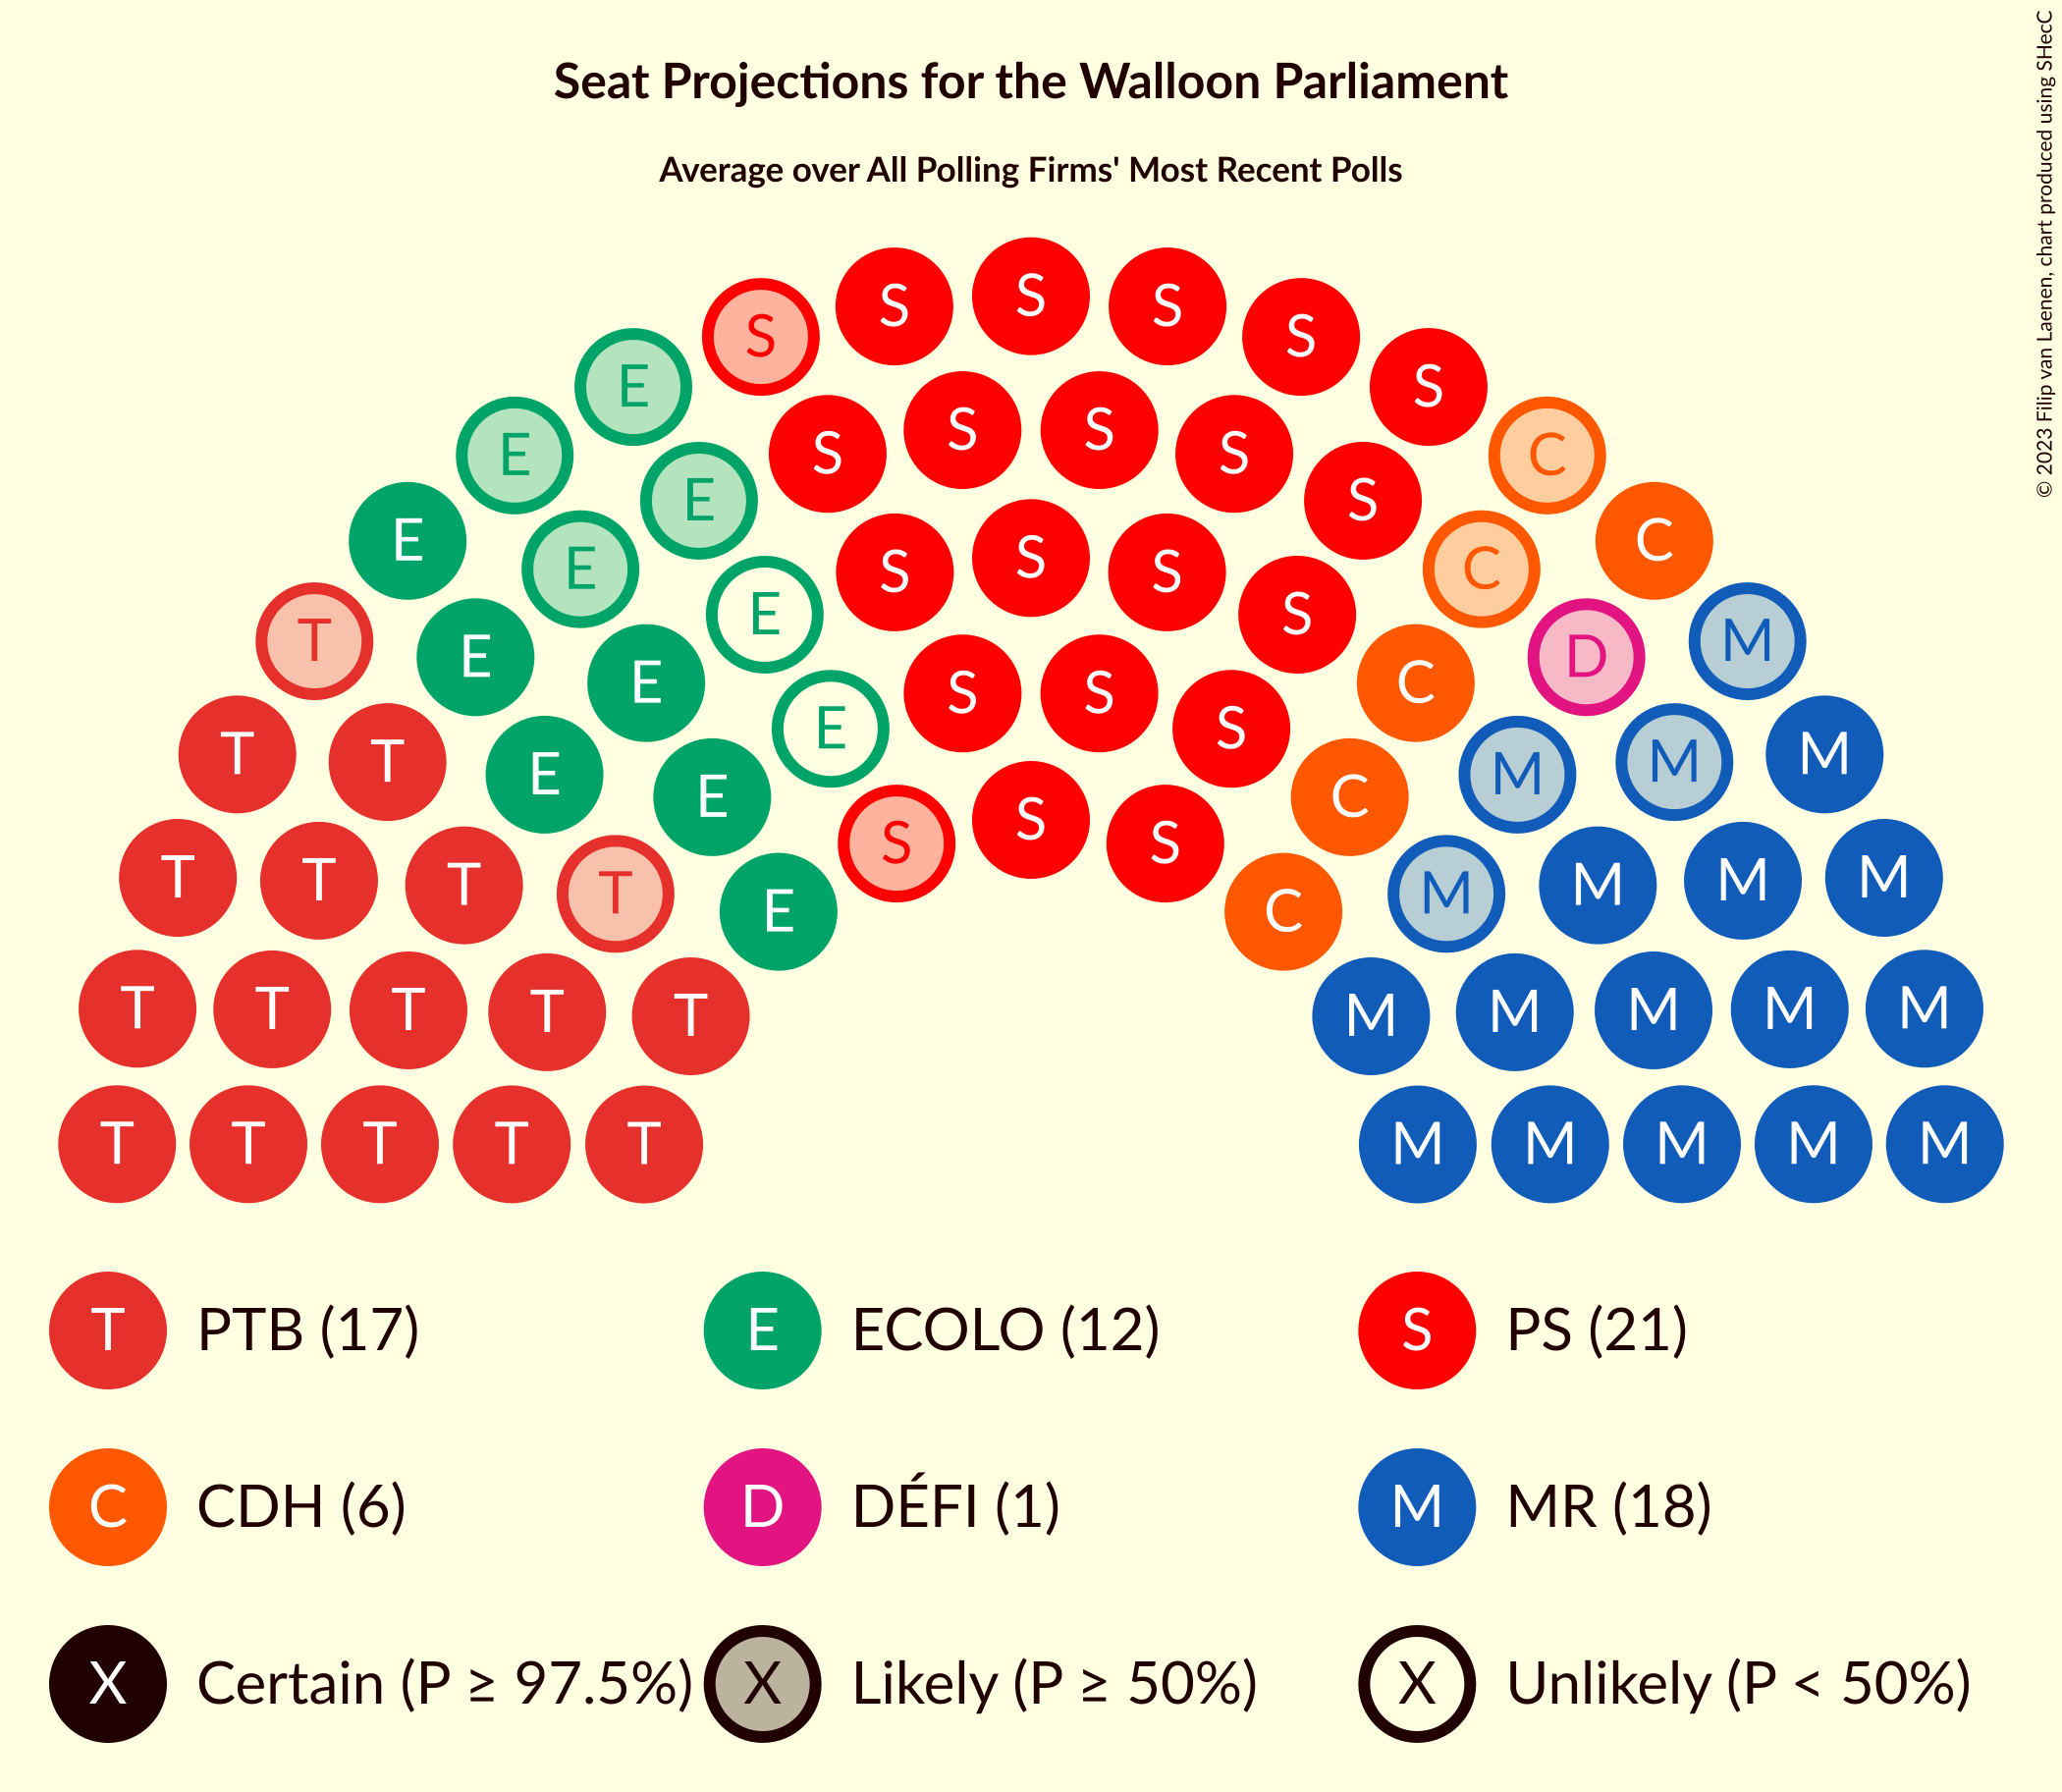 Seat Projections for the Walloon Parliament
Average over All Polling Firms' Most Recent Polls
© 2023 Filip van Laenen, chart produced using SHecC
S
S S
S S
E S
E C
S S
S S
E S
E C
S S S
E C
E S
T M
E D
S S
E C
E S
T M
T M
E M
E C
S
S S
T M
T M
T M
T M
E C
T M
T M
T M
T M
T M
T T T T T M M M M M
T PTB (17) E ECOLO (12) S PS (21)
C CDH (6) D DÉFI (1) M MR (18)
X Certain (P ≥ 97.5%) X Likely (P ≥ 50%) X Unlikely (P < 50%)